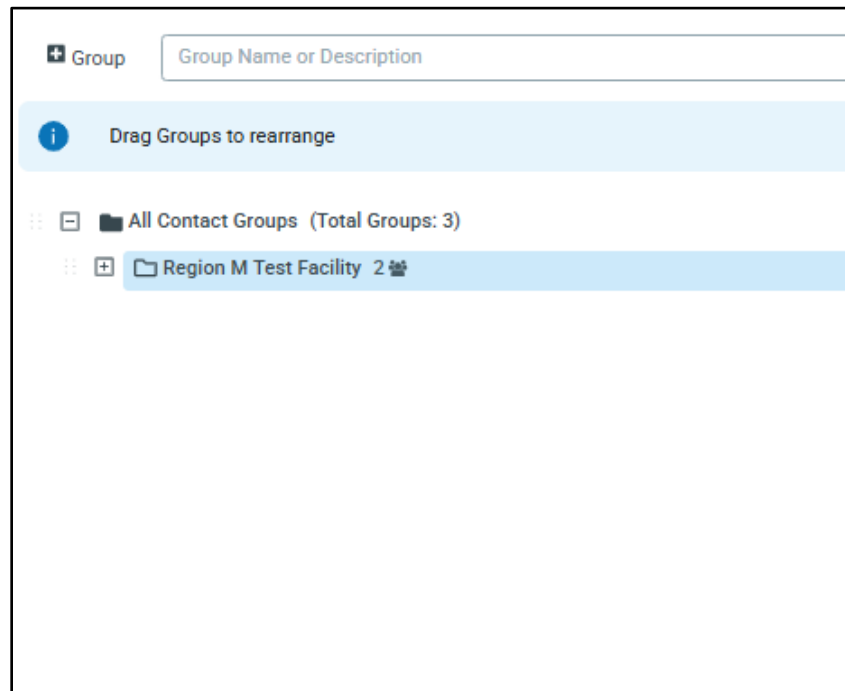 Group
Group Name or Description
Drag Groups to rearrange
All Contact Groups (Total Groups: 3)
Region M Test Facility 2